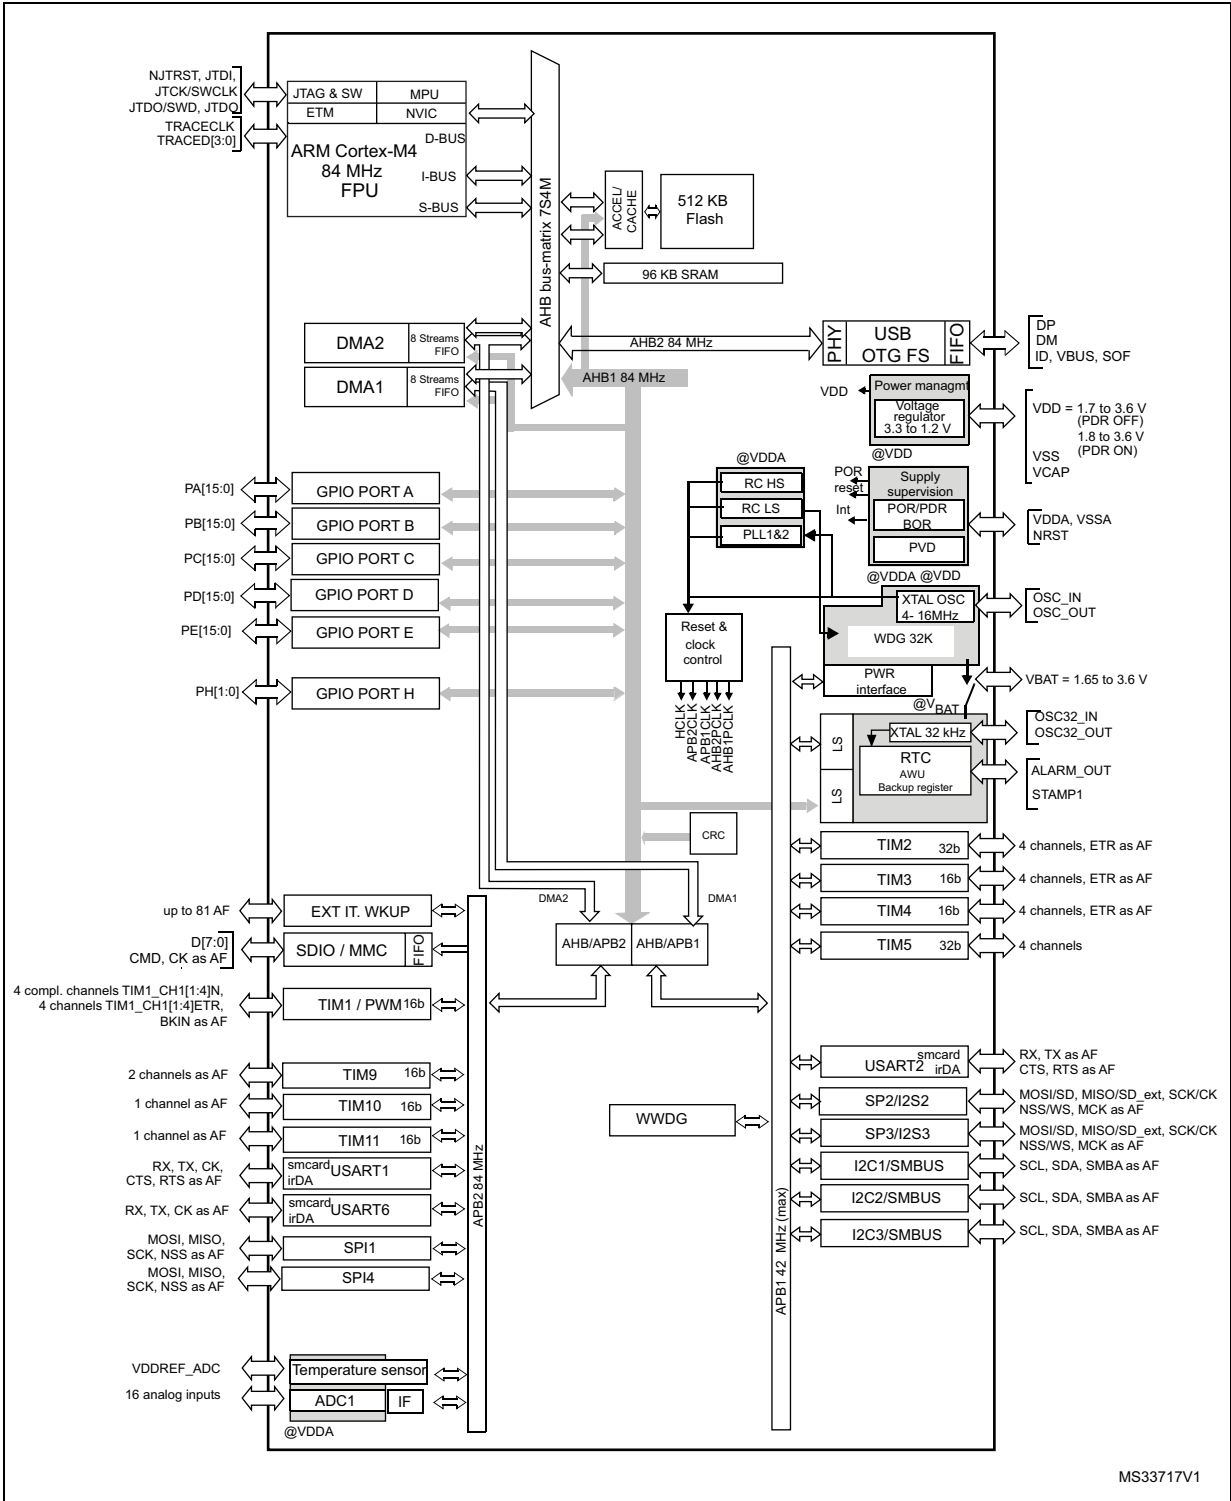 NJTRST, JTDI,
JTCK/SWCLK
JTDO/SWD, JTDO
TRACECLK
TRACED[3:0]
JTAG & SW
MPU
ETM
NVIC
D-BUS
ARM Cortex-M4
84 MHz
FPU
I-BUS
S-BUS
AHB bus-matrix 7S4M
ACCEL/
CACHE
512 KB
Flash
96 KB SRAM
DMA2
8 Streams
FIFO
DMA1
8 Streams
FIFO
AHB2 84 MHz
AHB1 84 MHz
PHY
USB
OTG FS
FIFO
DP
DM
ID, VBUS, SOF
VDD
Power managmt
Voltage
regulator
3.3 to 1.2 V
@VDD
VDD = 1.7 to 3.6 V
(PDR OFF)
1.8 to 3.6 V
(PDR ON)
VSS
VCAP
@VDDA
RC HS
RC LS
PLL1&2
POR
reset
Int
Supply
supervision
POR/PDR
BOR
PVD
VDDA, VSSA
NRST
@VDDA @VDD
XTAL OSC
4- 16MHz
WDG 32K
OSC_IN
OSC_OUT
PA[15:0]
GPIO PORT A
PB[15:0]
GPIO PORT B
PC[15:0]
GPIO PORT C
PD[15:0]
GPIO PORT D
PE[15:0]
GPIO PORT E
PH[1:0]
GPIO PORT H
Reset &
clock
control
HCLK
APB2CLK
APB1CLK
AHB2PCLK
AHB1PCLK
PWR
interface
VBAT = 1.65 to 3.6 V
@VBAT
LS
LS
XTAL 32 kHz
RTC
AWU
Backup register
OSC32_IN
OSC32_OUT
ALARM_OUT
STAMP1
CRC
DMA2
DMA1
AHB/APB2
AHB/APB1
TIM2
32b
4 channels, ETR as AF
TIM3
16b
4 channels, ETR as AF
TIM4
16b
4 channels, ETR as AF
TIM5
32b
4 channels
up to 81 AF
EXT IT. WKUP
D[7:0]
CMD, CK as AF
SDIO / MMC
FIFO
4 compl. channels TIM1_CH1[1:4]N,
4 channels TIM1_CH1[1:4]ETR,
BKIN as AF
TIM1 / PWM
16b
2 channels as AF
TIM9
16b
1 channel as AF
TIM10
16b
1 channel as AF
TIM11
16b
RX, TX, CK,
CTS, RTS as AF
smcard
irDA
USART1
RX, TX, CK as AF
smcard
irDA
USART6
MOSI, MISO,
SCK, NSS as AF
SPI1
MOSI, MISO,
SCK, NSS as AF
SPI4
VDDREF_ADC
Temperature sensor
16 analog inputs
ADC1
IF
@VDDA
APB2 84 MHz
WWDG
APB1 42 MHz (max)
USART2
smcard
irDA
RX, TX as AF
CTS, RTS as AF
SP2/I2S2
MOSI/SD, MISO/SD_ext, SCK/CK
NSS/WS, MCK as AF
SP3/I2S3
MOSI/SD, MISO/SD_ext, SCK/CK
NSS/WS, MCK as AF
I2C1/SMBUS
SCL, SDA, SMBA as AF
I2C2/SMBUS
SCL, SDA, SMBA as AF
I2C3/SMBUS
SCL, SDA, SMBA as AF
MS33717V1